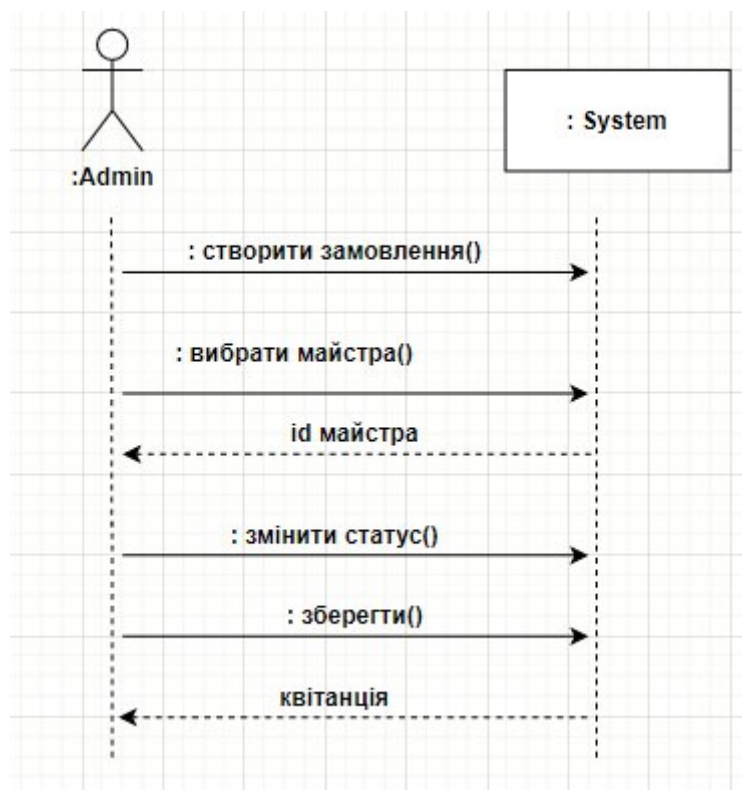 : System
:Admin
: створити замовлення()
: вибрати майстра()
id майстра
: змінити статус()
: зберегти()
квітанція